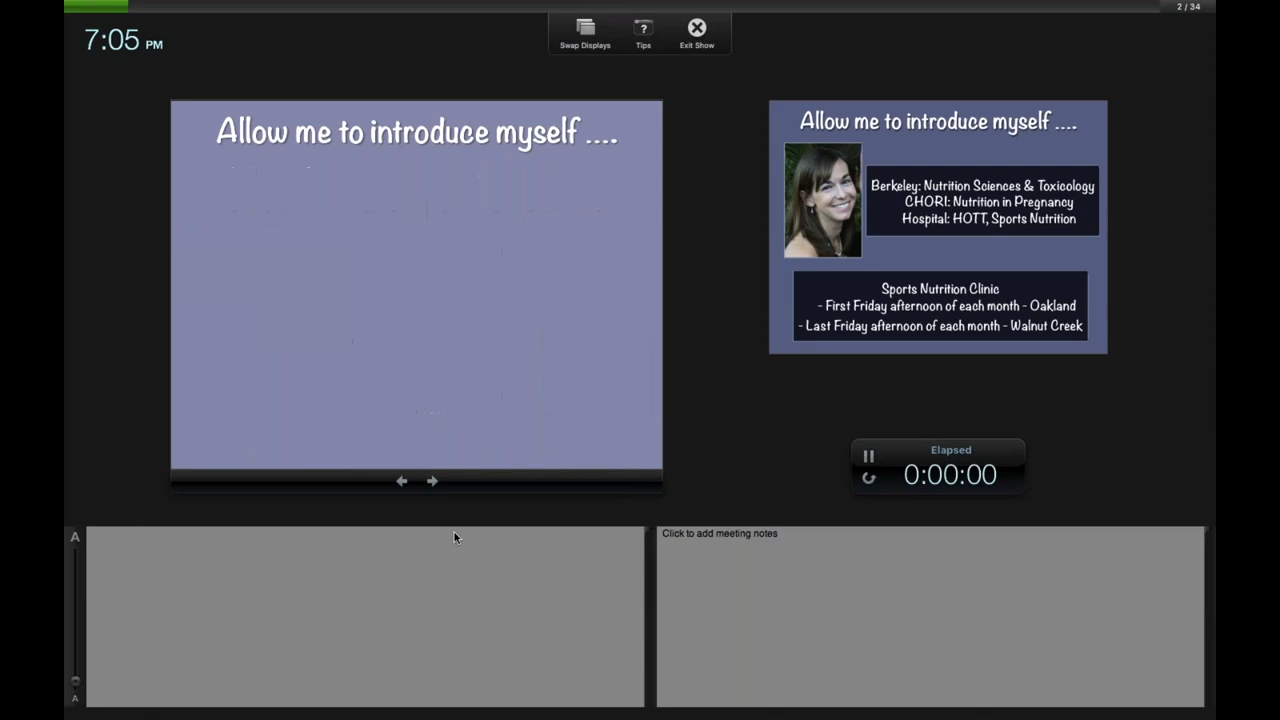 2 / 34
7:05 PM
Swap Displays
Tips
Exit Show
Allow me to introduce myself ....
Allow me to introduce myself ....
Berkeley: Nutrition Sciences & Toxicology
CHORI: Nutrition in Pregnancy
Hospital: HOTT, Sports Nutrition
Sports Nutrition Clinic
- First Friday afternoon of each month - Oakland
- Last Friday afternoon of each month - Walnut Creek
Elapsed
0:00:00
A
A
Click to add meeting notes